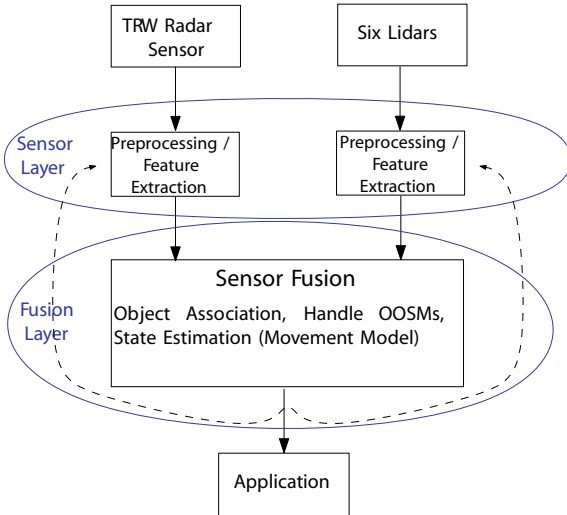 TRW Radar
Sensor
Six Lidars
Sensor
Layer
Preprocessing /
Feature
Extraction
Preprocessing /
Feature
Extraction
Sensor Fusion
Object Association, Handle OOSMs,
State Estimation (Movement Model)
Fusion
Layer
Application